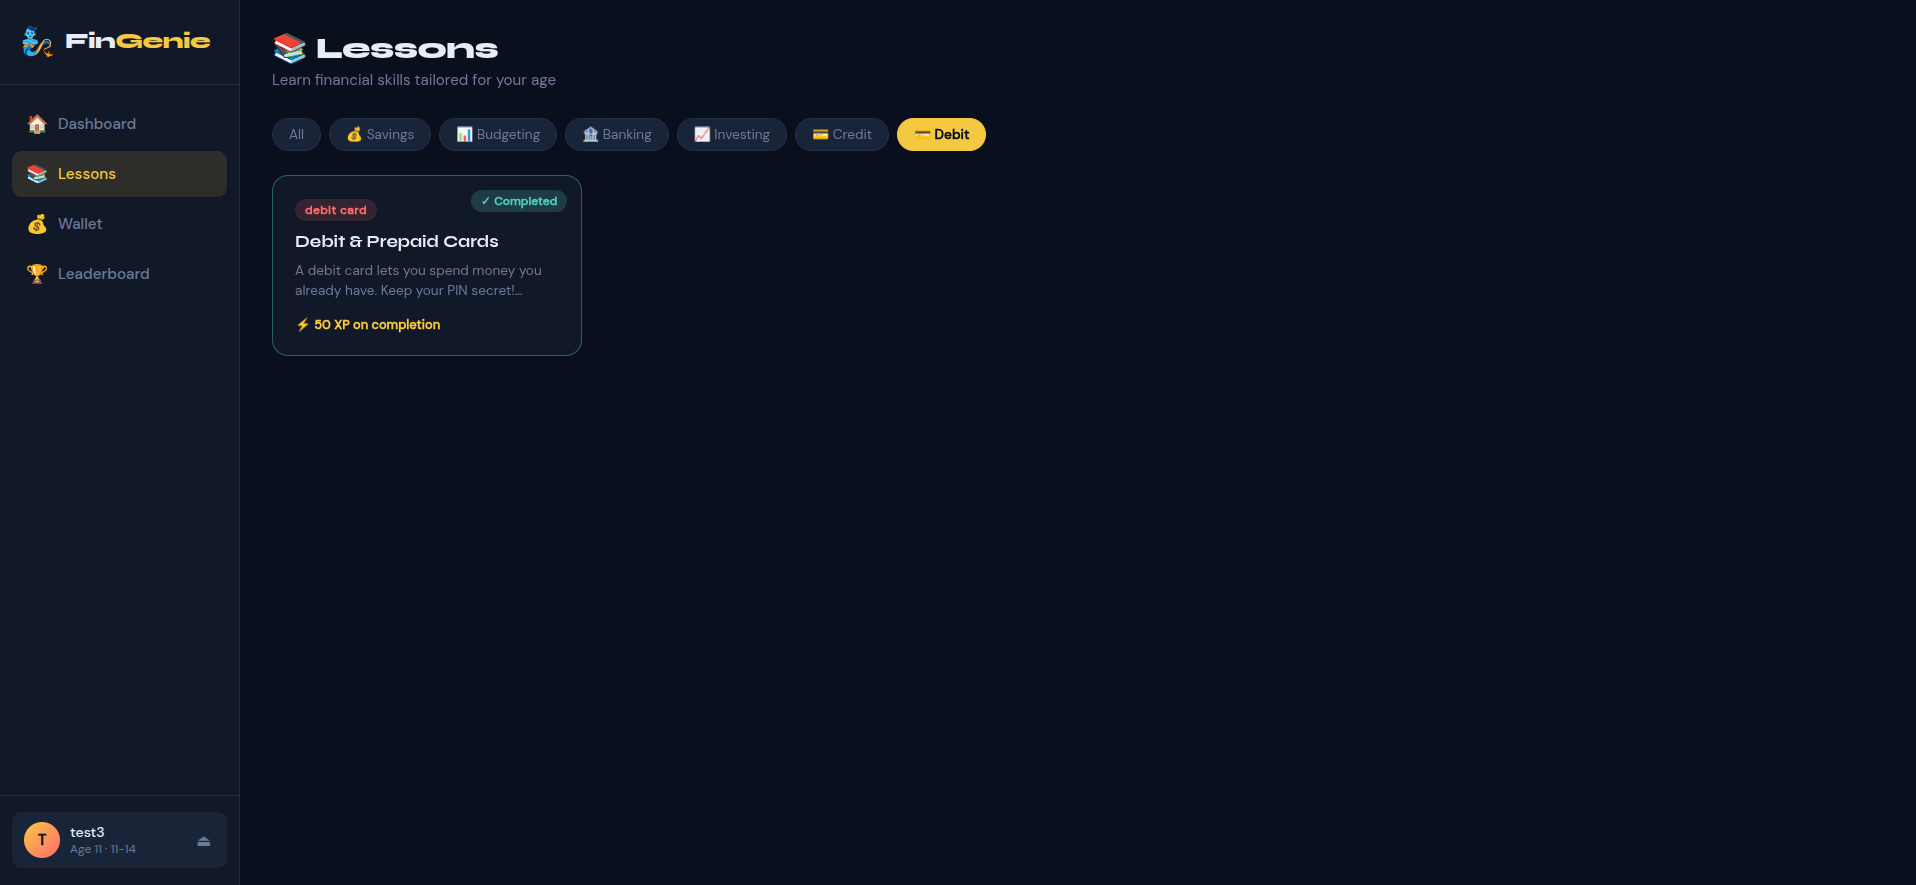 FinGenie
Dashboard
Lessons
Wallet
Leaderboard
T
test3
Age 11 · 11-14
Lessons
Learn financial skills tailored for your age
All
Savings
Budgeting
Banking
Investing
Credit
Debit
debit card
✓ Completed
Debit & Prepaid Cards
A debit card lets you spend money you
already have. Keep your PIN secret!...
⚡ 50 XP on completion